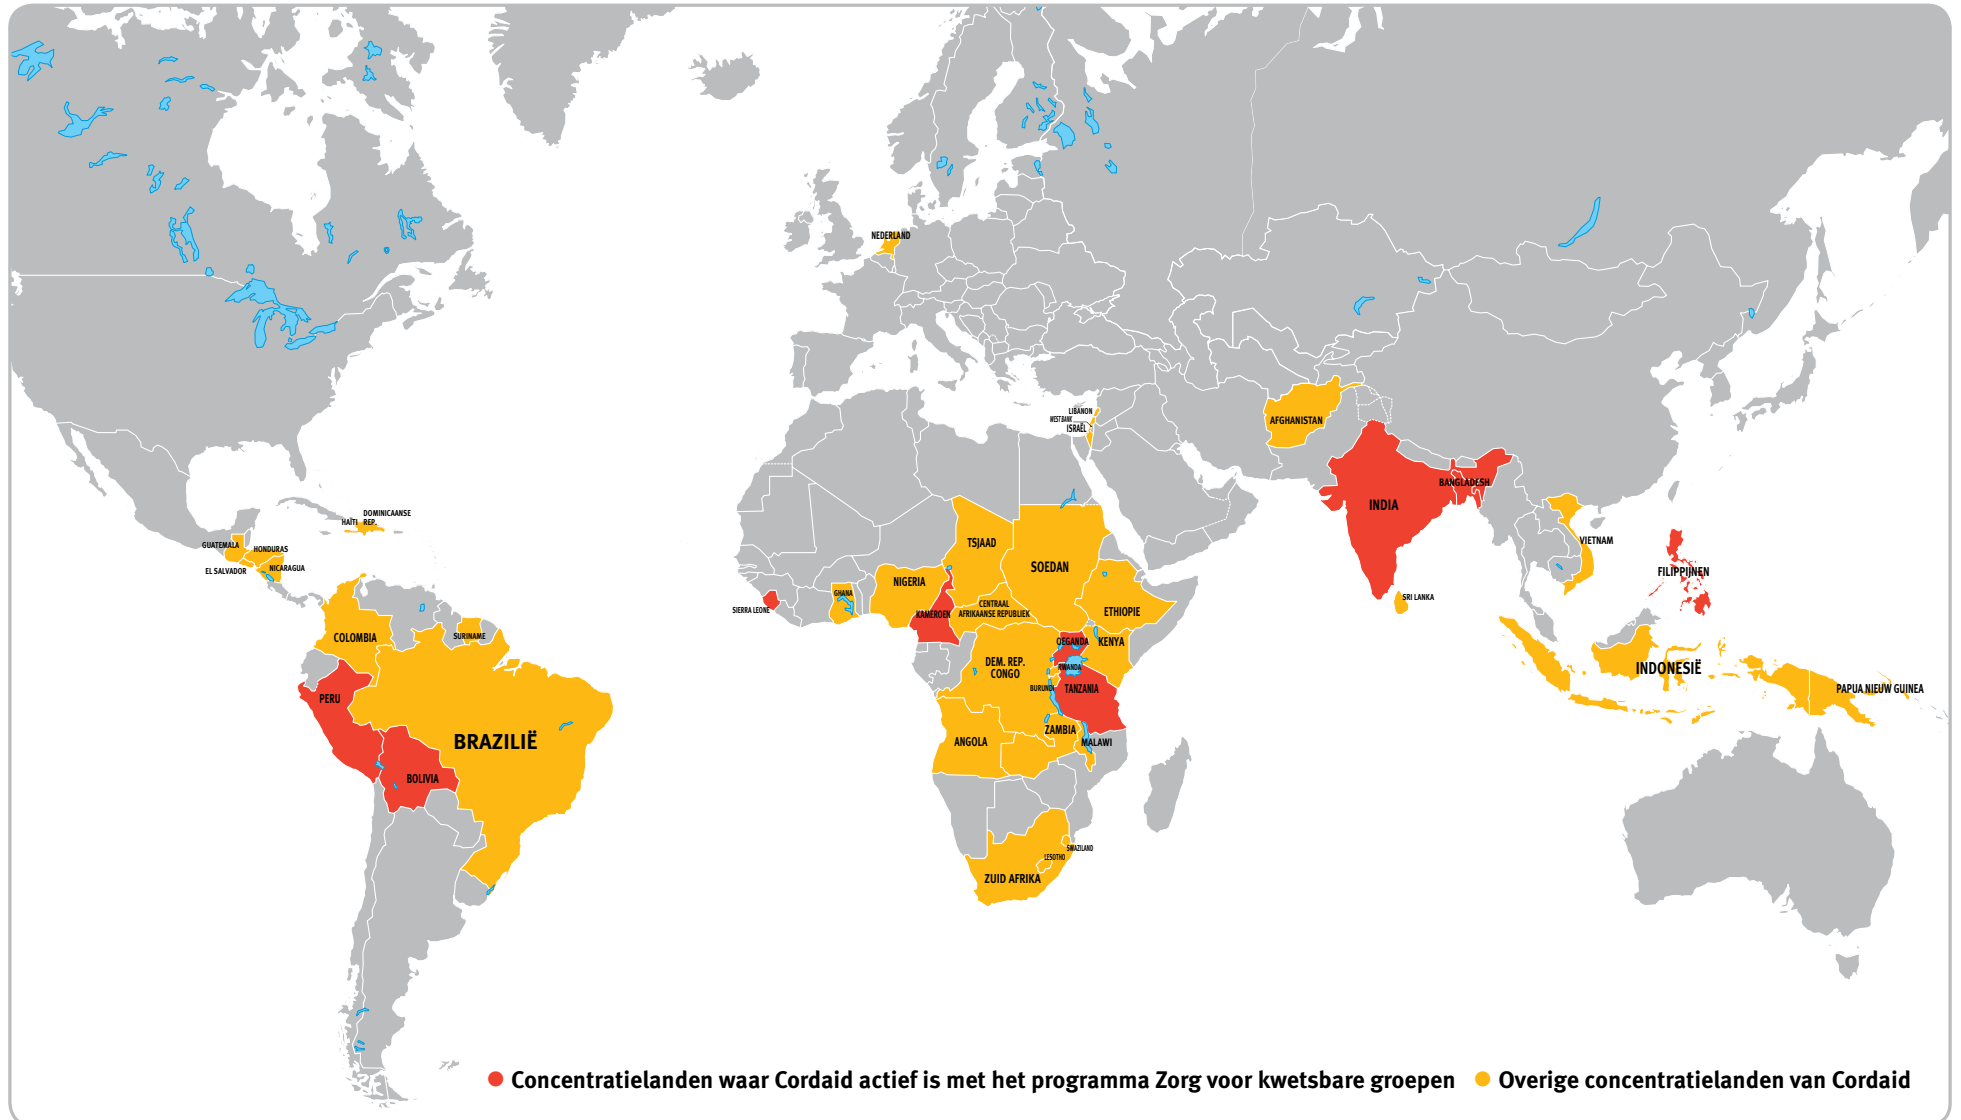 NEDERLAND
LIBANON
WESTBANK
ISRAËL
AFGHANISTAN
BANGLADESH
INDIA
DOMINICAANSE
HAÏTI REP.
GUATEMALA
HONDURAS
EL SALVADOR
NICARAGUA
VIETNAM
FILIPPIJNEN
SRI LANKA
TSJAAD
SOEDAN
NIGERIA
GHANA
SIERRA LEONE
KAMEROEN
CENTRAAL
AFRIKAANSE REPUBLIEK
ETHIOPIE
COLOMBIA
SURINAME
OEGANDA
KENYA
DEM. REP.
CONGO
RWANDA
BURUNDI
TANZANIA
INDONESIË
PAPUA NIEUW GUINEA
PERU
BRAZILIË
BOLIVIA
ANGOLA
ZAMBIA
MALAWI
SWAZILAND
LESOTHO
ZUID AFRIKA
Concentratielanden waar Cordaid actief is met het programma Zorg voor kwetsbare groepen
Overige concentratielanden van Cordaid